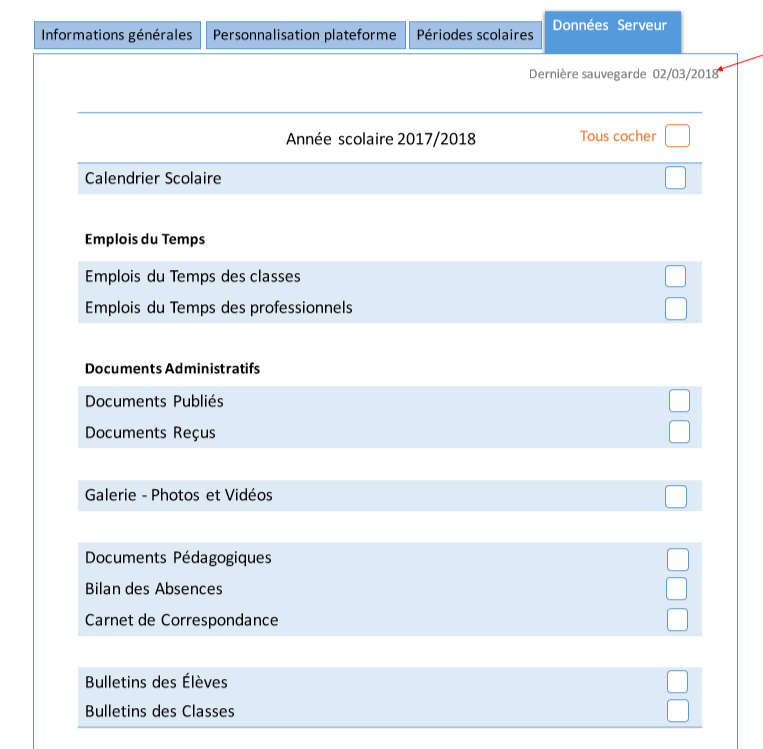 Informations générales
Personnalisation plateforme
Périodes scolaires
Données Serveur
Dernière sauvegarde 02/03/2018
Année scolaire 2017/2018
Tous cocher
Calendrier Scolaire
Emplois du Temps
Emplois du Temps des classes
Emplois du Temps des professionnels
Documents Administratifs
Documents Publiés
Documents Reçus
Galerie - Photos et Vidéos
Documents Pédagogiques
Bilan des Absences
Carnet de Correspondance
Bulletins des Élèves
Bulletins des Classes